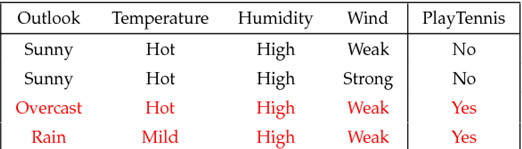 Outlook Temperature Humidity Wind PlayTennis
Sunny Hot High Weak No
Sunny Hot High Strong No
Overcast Hot High Weak Yes
Rain Mild High Weak Yes